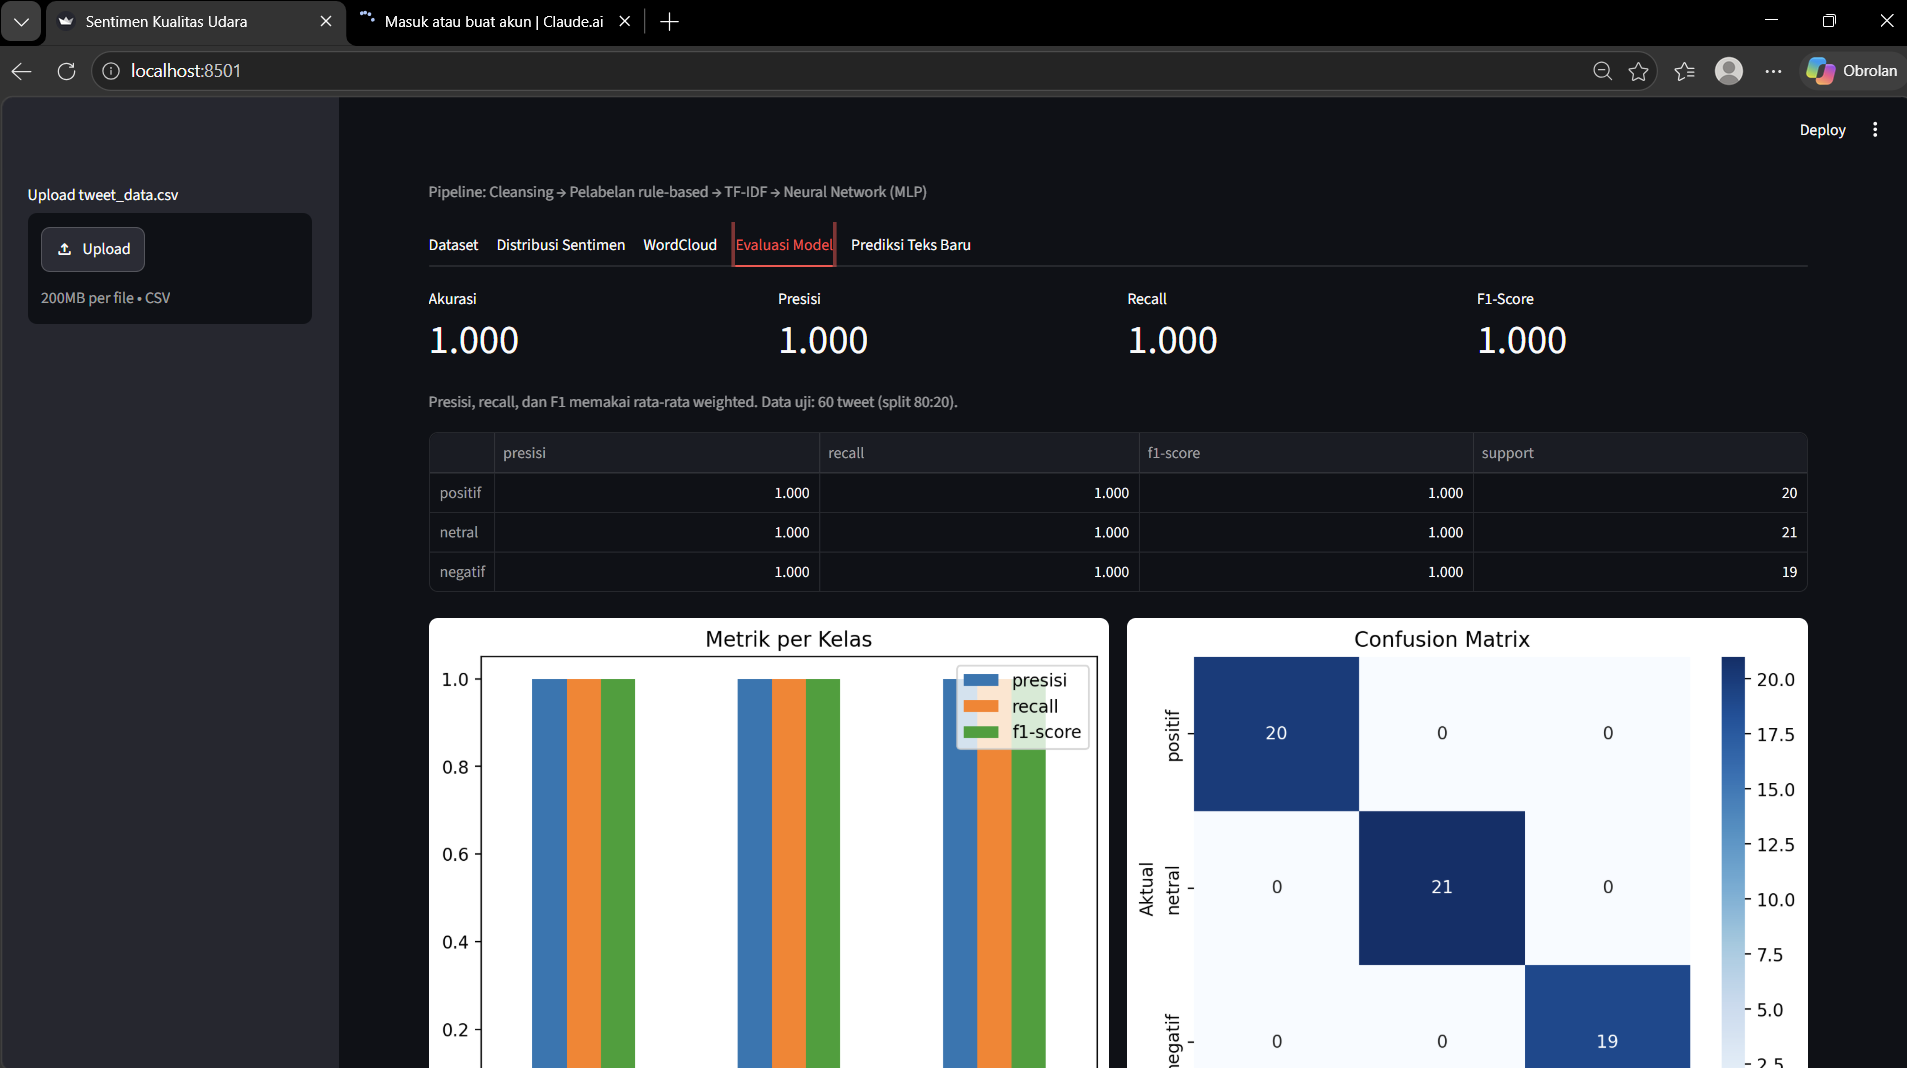 Sentimen Kualitas Udara
Masuk atau buat akun | Claude.ai
localhost:8501
Obrolan
Deploy
Upload tweet_data.csv
Upload
200MB per file • CSV
Pipeline: Cleansing → Pelabelan rule-based → TF-IDF → Neural Network (MLP)
Dataset Distribusi Sentimen WordCloud Evaluasi Model Prediksi Teks Baru
Akurasi Presisi Recall F1-Score
1.000 1.000 1.000 1.000
Presisi, recall, dan F1 memakai rata-rata weighted. Data uji: 60 tweet (split 80:20).
presisi recall f1-score support
positif 1.000 1.000 1.000 20
netral 1.000 1.000 1.000 21
negatif 1.000 1.000 1.000 19
Metrik per Kelas
presisi
recall
f1-score
1.0
0.8
0.6
0.4
0.2
Confusion Matrix
Aktual
positif 20 0 0
netral 0 21 0
negatif 0 0 19
20.0
17.5
15.0
12.5
10.0
7.5
5.0
2.5